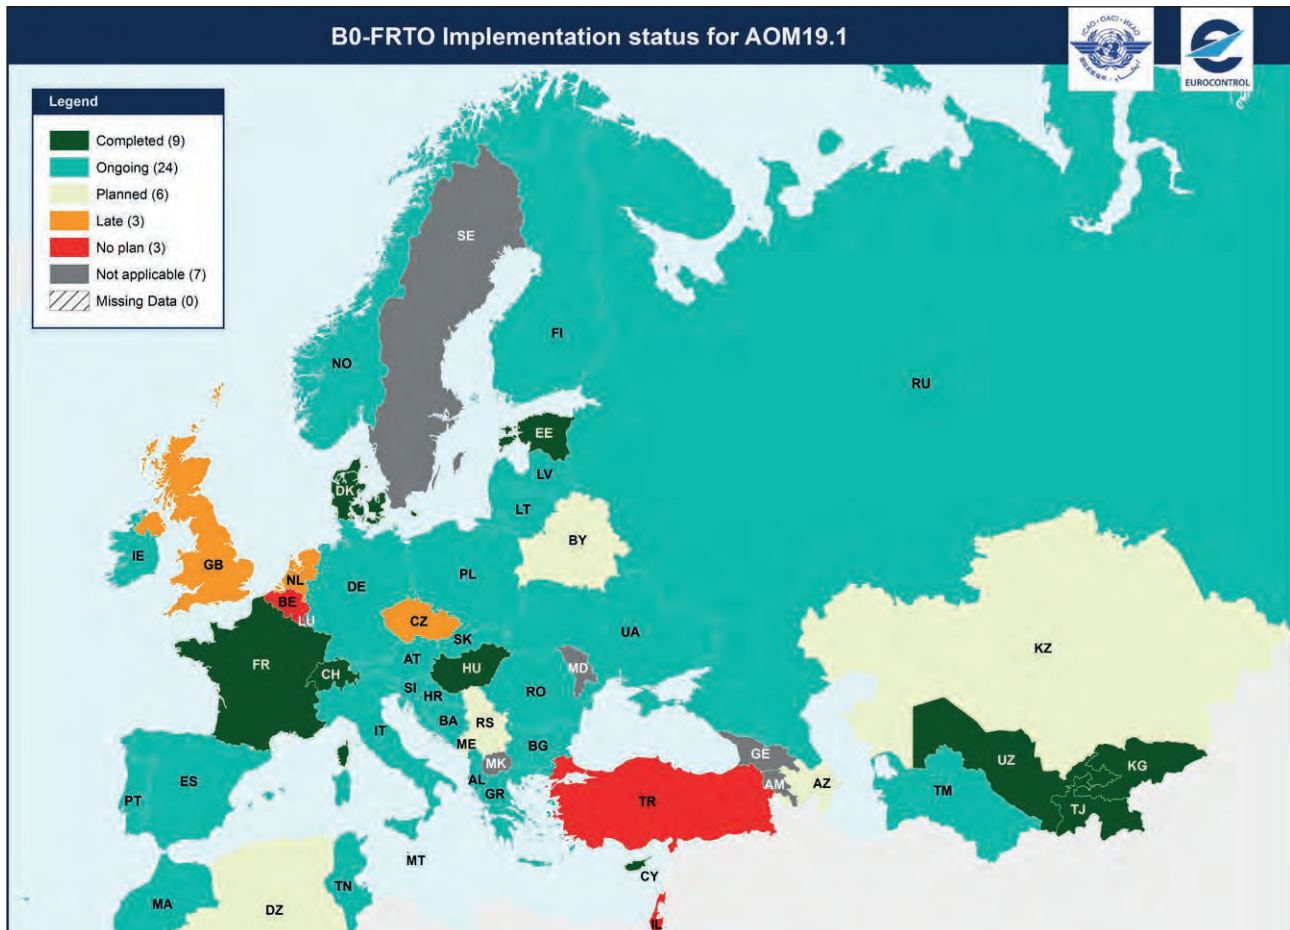 B0-FRTO Implementation status for AOM19.1
ICAO · OACI · ИКАО
EUROCONTROL
Legend
Completed (9)
Ongoing (24)
Planned (6)
Late (3)
No plan (3)
Not applicable (7)
Missing Data (0)
SE
NO
FI
RU
EE
LV
DK
LT
IE
GB
BY
NL
DE
PL
BE
LU
CZ
UA
SK
KZ
AT
FR
CH
HU
MD
SI
HR
RO
BA
RS
IT
ME
BG
GE
UZ
MK
KG
ES
AL
AM
AZ
GR
TM
PT
TR
TJ
MT
CY
TN
MA
DZ
IL